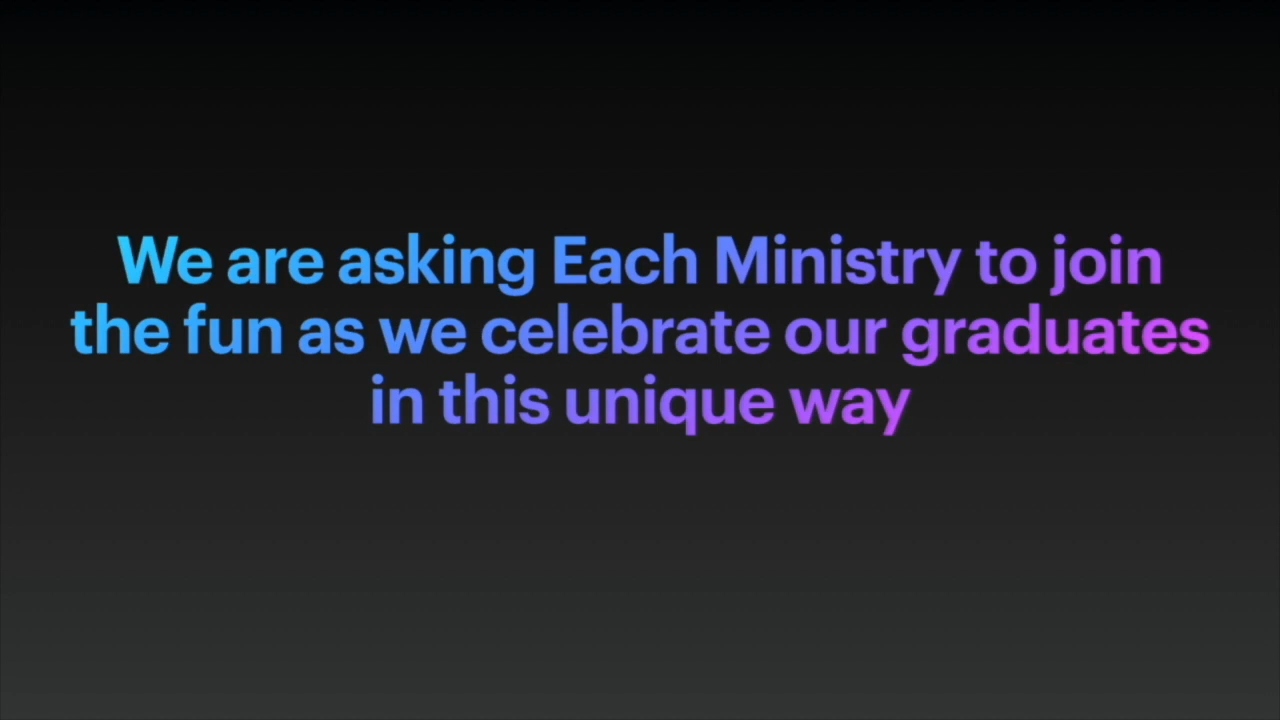 We are asking Each Ministry to join
the fun as we celebrate our graduates
in this unique way